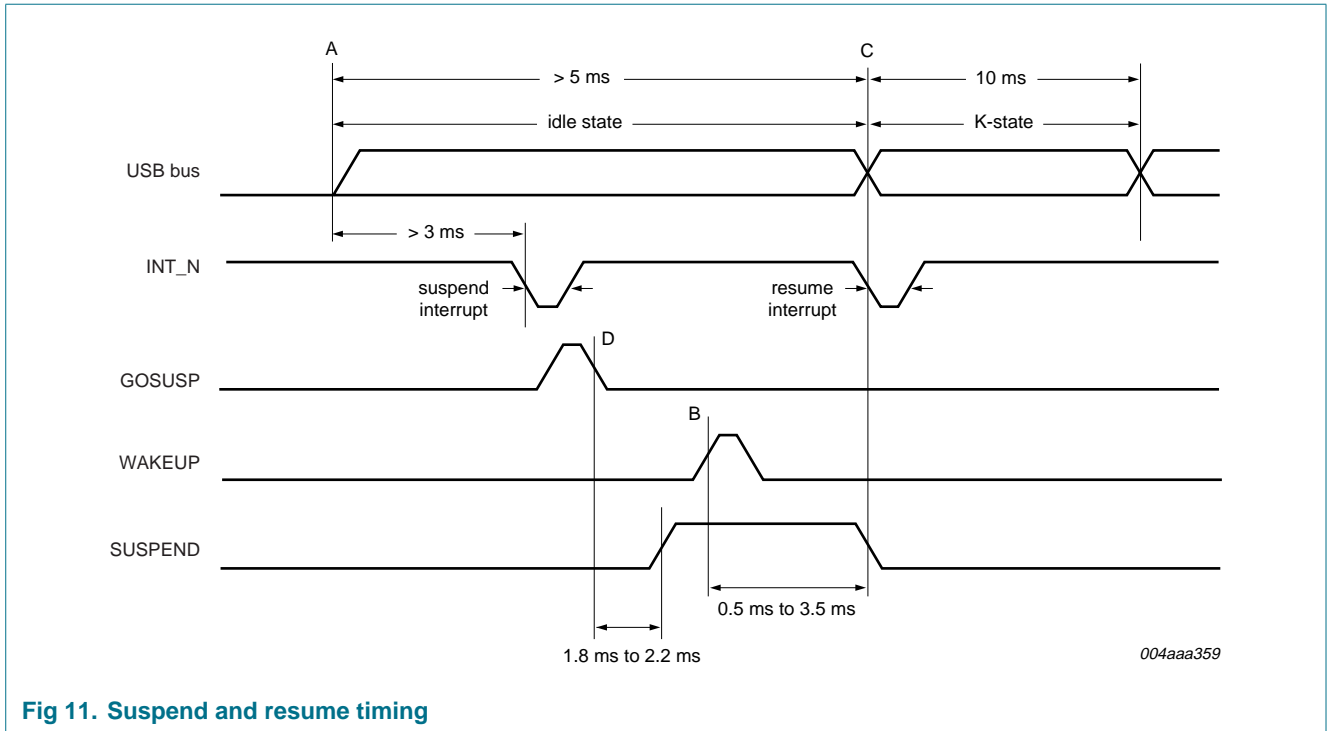 A
C
> 5 ms
10 ms
idle state
K-state
USB bus
> 3 ms
INT_N
suspend
interrupt
resume
interrupt
D
GOSUSP
B
WAKEUP
SUSPEND
0.5 ms to 3.5 ms
1.8 ms to 2.2 ms
004aaa359
Fig 11. Suspend and resume timing